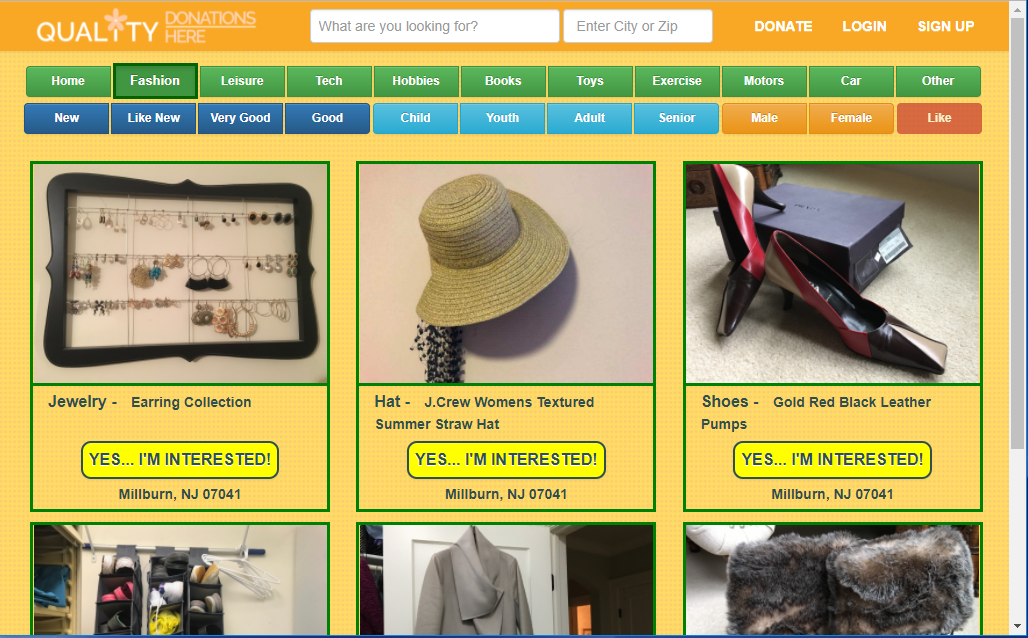 QUALITY DONATIONS HERE
What are you looking for?
Enter City or Zip
DONATE LOGIN SIGN UP
Home Fashion Leisure Tech Hobbies Books Toys Exercise Motors Car Other
New Like New Very Good Good Child Youth Adult Senior Male Female Like
Jewelry - Earring Collection
YES... I'M INTERESTED!
Millburn, NJ 07041
Hat - J.Crew Womens Textured
Summer Straw Hat
YES... I'M INTERESTED!
Millburn, NJ 07041
Shoes - Gold Red Black Leather
Pumps
YES... I'M INTERESTED!
Millburn, NJ 07041